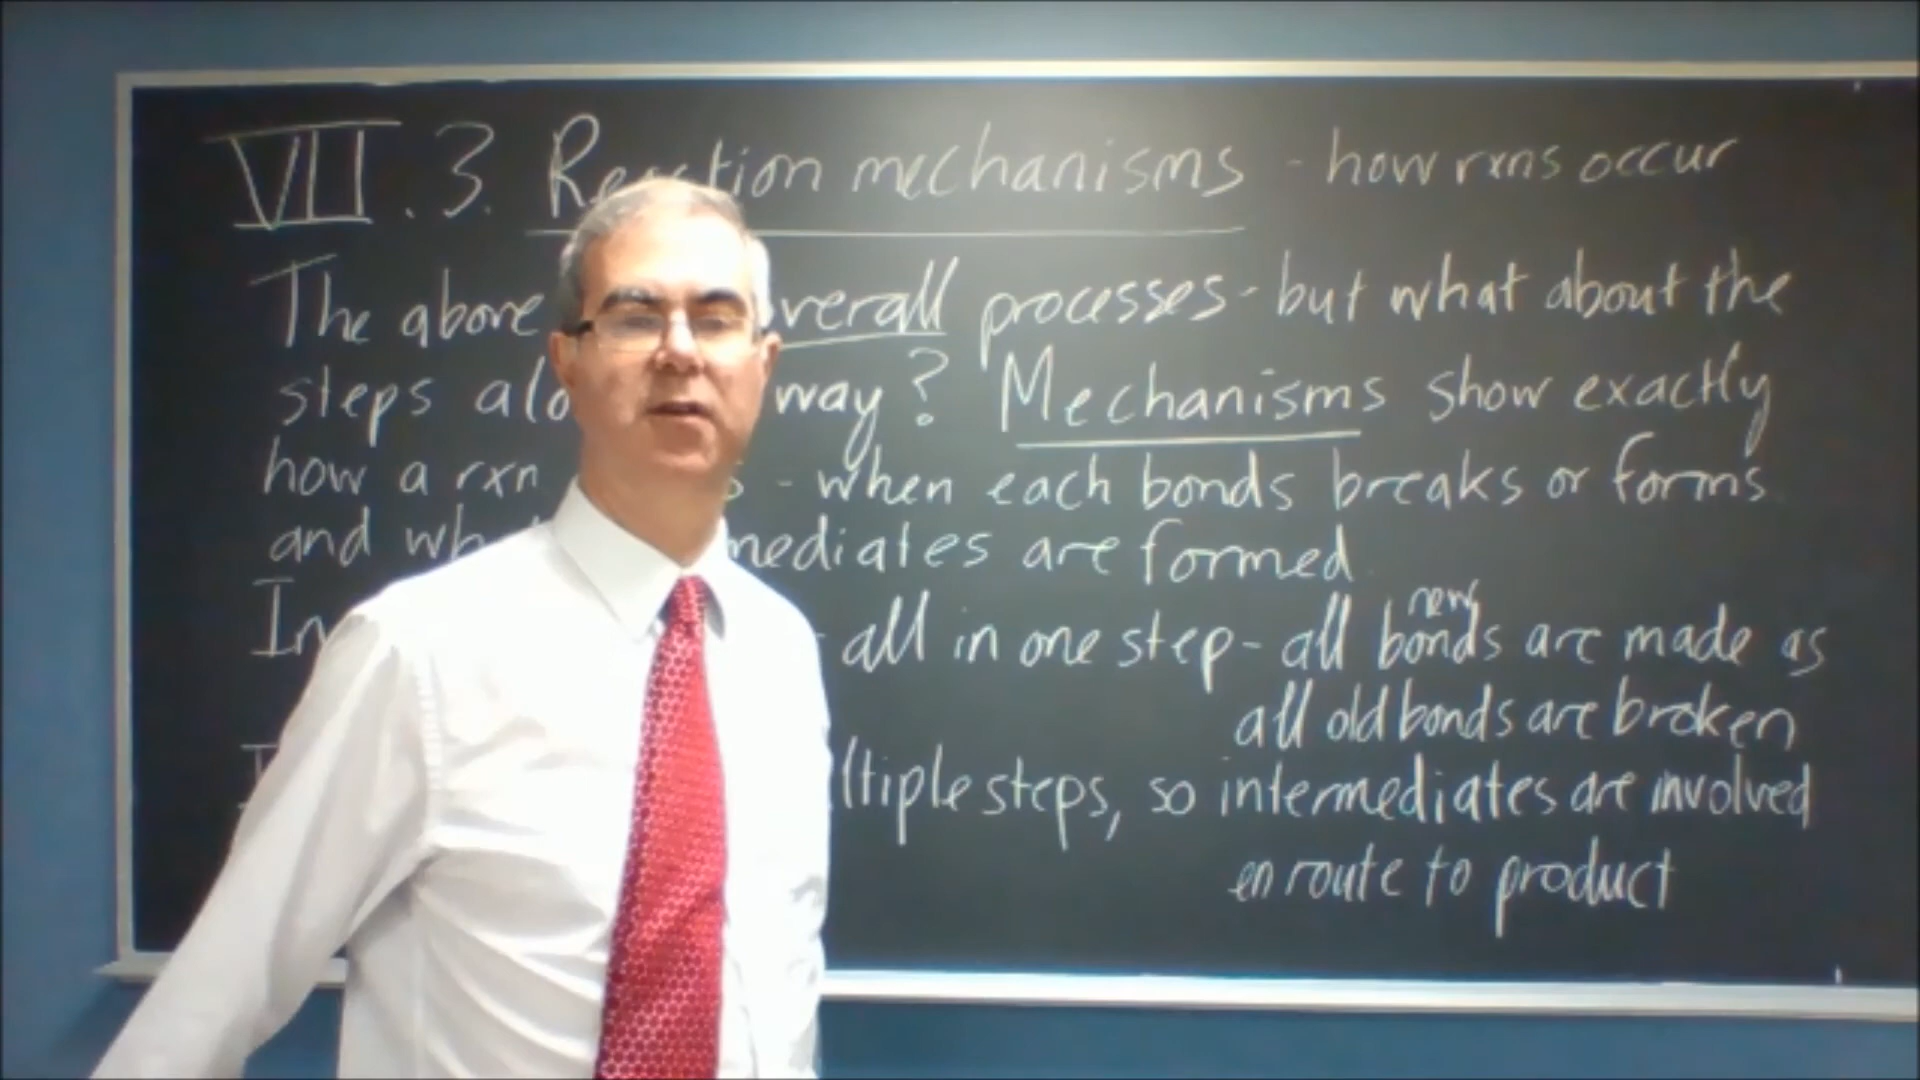 VII.3. Reaction mechanisms - how rxns occur
The above overall processes - but what about the
steps alo way? Mechanisms show exactly
how a rxn s - when each bonds breaks or forms
and wh mediates are formed
In - all in one step - all new bonds are made as
all old bonds are broken
ltiple steps, so intermediates are involved
en route to product